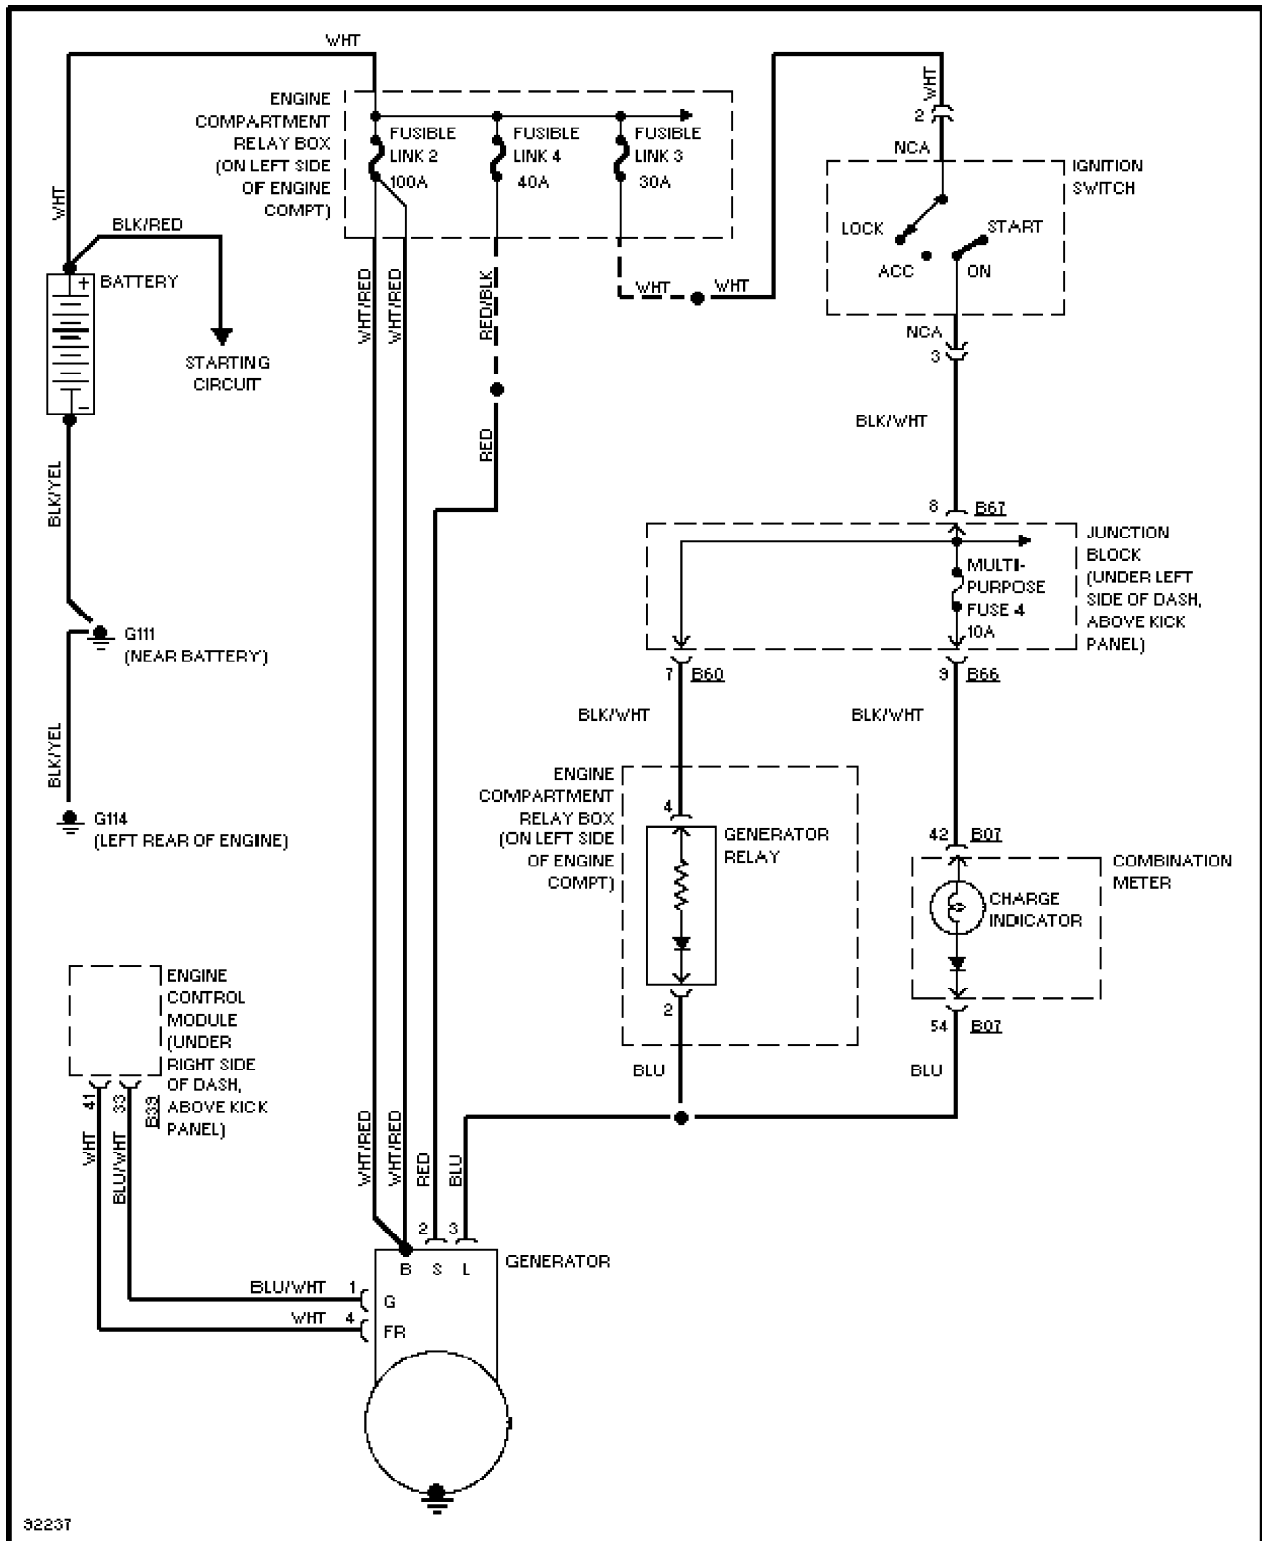 WHT
ENGINE
COMPARTMENT
RELAY BOX
(ON LEFT SIDE
OF ENGINE
COMPT)
FUSIBLE
LINK 2
100A
FUSIBLE
LINK 4
40A
FUSIBLE
LINK 3
30A
WHT
2
NCA
IGNITION
SWITCH
LOCK
START
ACC
ON
WHT
BLK/RED
BATTERY
+
-
STARTING
CIRCUIT
WHT/RED
WHT/RED
RED/BLK
WHT
WHT
NCA
3
RED
BLK/WHT
BLK/YEL
8 B67
JUNCTION
BLOCK
(UNDER LEFT
SIDE OF DASH,
ABOVE KICK
PANEL)
MULTI-
PURPOSE
FUSE 4
10A
G111
(NEAR BATTERY)
7 B60
9 B66
BLK/WHT
BLK/WHT
BLK/YEL
G114
(LEFT REAR OF ENGINE)
ENGINE
COMPARTMENT
RELAY BOX
(ON LEFT SIDE
OF ENGINE
COMPT)
4
GENERATOR
RELAY
2
42 B07
COMBINATION
METER
CHARGE
INDICATOR
54 B07
BLU
BLU
ENGINE
CONTROL
MODULE
(UNDER
RIGHT SIDE
OF DASH,
ABOVE KICK
PANEL)
41
33
B39
WHT
BLU/WHT
WHT/RED
WHT/RED
RED
BLU
2
3
GENERATOR
B S L
BLU/WHT 1
G
WHT 4
FR
92237